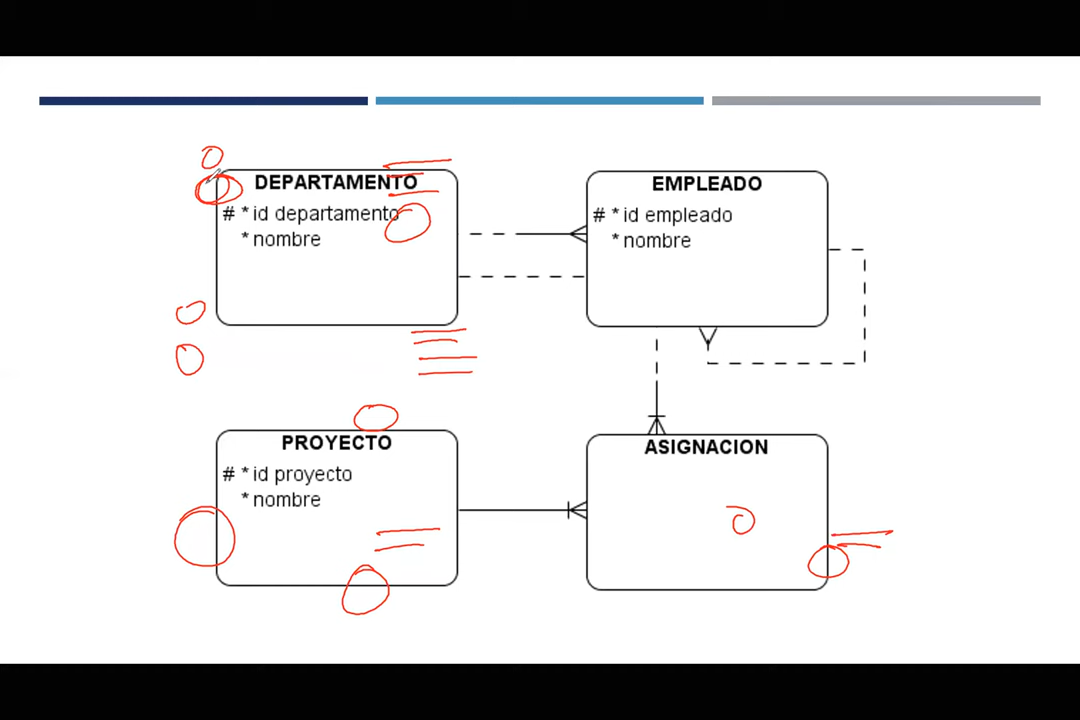 DEPARTAMENTO
# * id departamento
* nombre
EMPLEADO
# * id empleado
* nombre
PROYECTO
# * id proyecto
* nombre
ASIGNACION